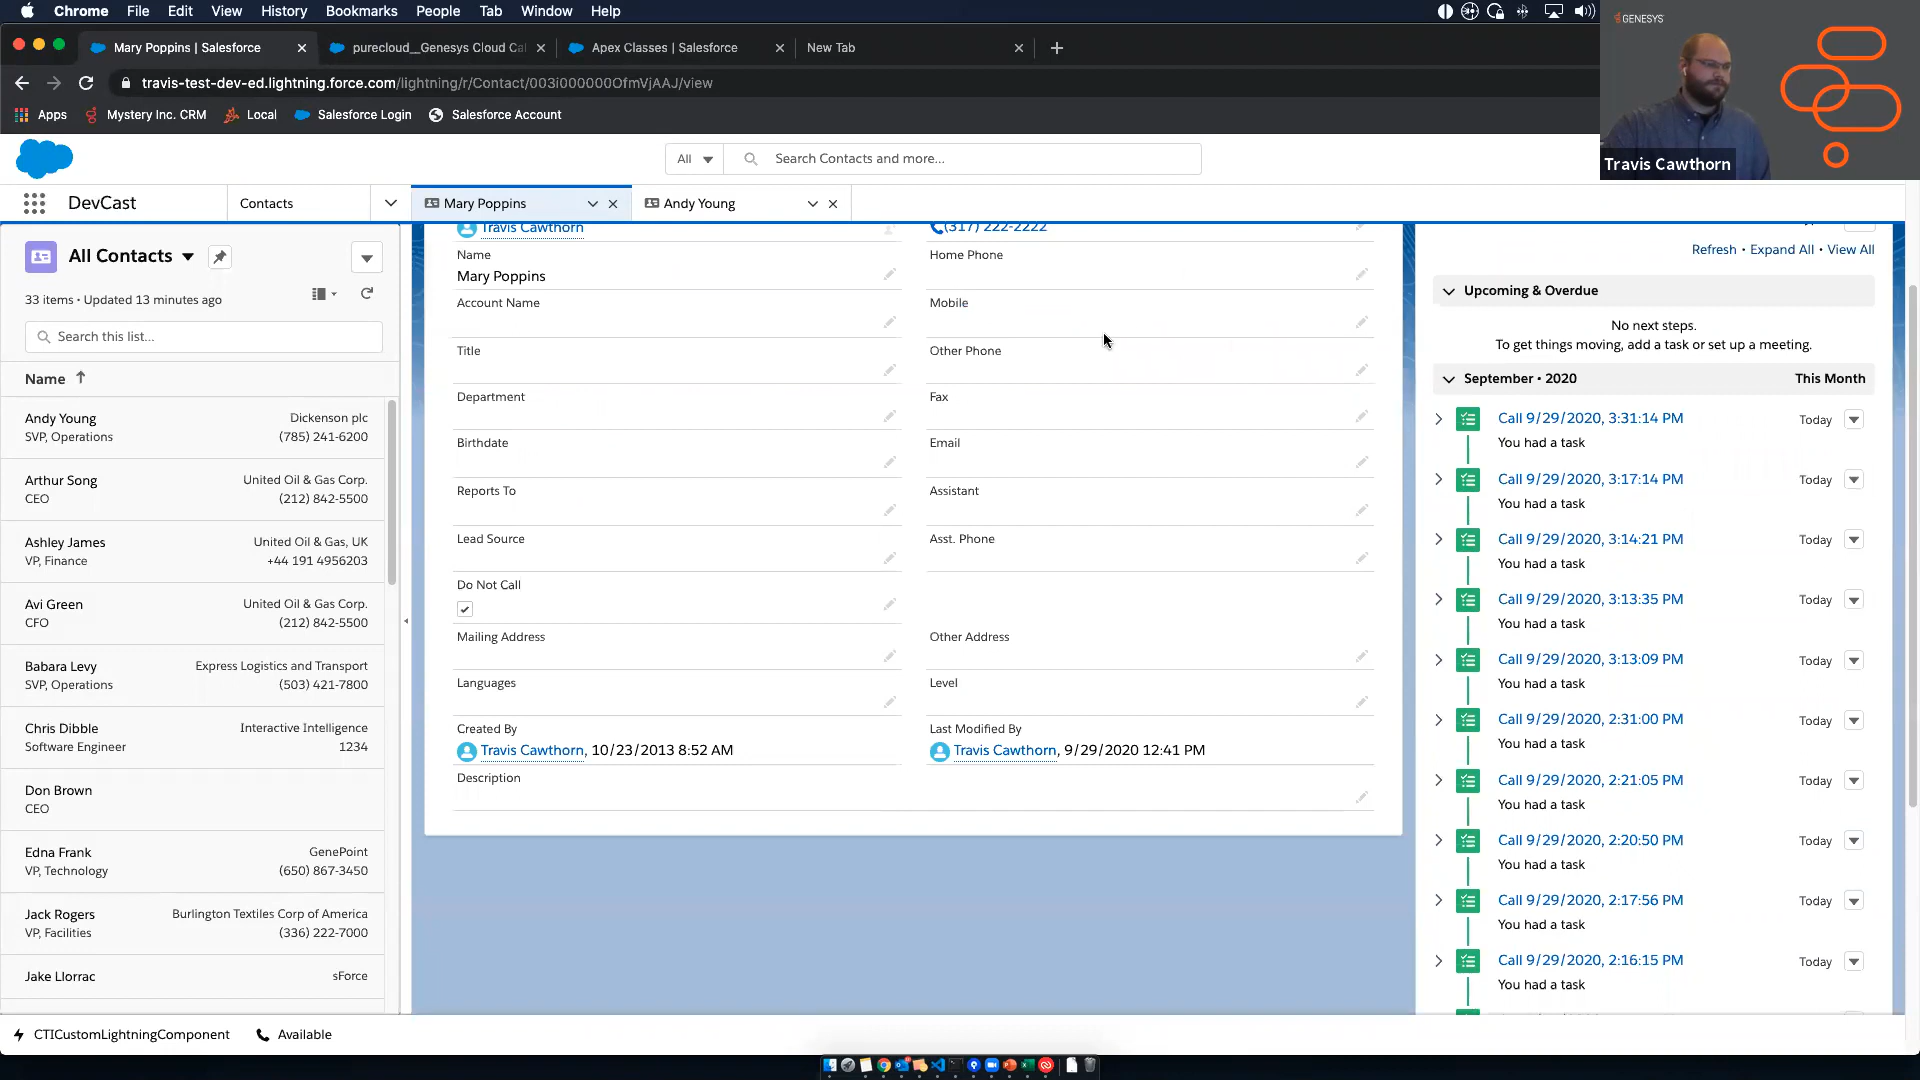 Chrome File Edit View History Bookmarks People Tab Window Help
GENESYS
Mary Poppins | Salesforce
purecloud__Genesys Cloud Cal
Apex Classes | Salesforce
New Tab
travis-test-dev-ed.lightning.force.com/lightning/r/Contact/003i000000OfmVjAAJ/view
Apps Mystery Inc. CRM Local Salesforce Login Salesforce Account
Travis Cawthorn
All Search Contacts and more...
DevCast Contacts Mary Poppins Andy Young
All Contacts
33 items • Updated 13 minutes ago
Search this list...
Name
Andy Young Dickenson plc
SVP, Operations (785) 241-6200
Arthur Song United Oil & Gas Corp.
CEO (212) 842-5500
Ashley James United Oil & Gas, UK
VP, Finance +44 191 4956203
Avi Green United Oil & Gas Corp.
CFO (212) 842-5500
Babara Levy Express Logistics and Transport
SVP, Operations (503) 421-7800
Chris Dibble Interactive Intelligence
Software Engineer 1234
Don Brown
CEO
Edna Frank GenePoint
VP, Technology (650) 867-3450
Jack Rogers Burlington Textiles Corp of America
VP, Facilities (336) 222-7000
Jake Llorrac sForce
Travis Cawthorn (317) 222-2222
Name Home Phone
Mary Poppins
Account Name Mobile
Title Other Phone
Department Fax
Birthdate Email
Reports To Assistant
Lead Source Asst. Phone
Do Not Call
Mailing Address Other Address
Languages Level
Created By Last Modified By
Travis Cawthorn, 10/23/2013 8:52 AM Travis Cawthorn, 9/29/2020 12:41 PM
Description
Refresh • Expand All • View All
Upcoming & Overdue
No next steps.
To get things moving, add a task or set up a meeting.
September • 2020 This Month
Call 9/29/2020, 3:31:14 PM Today
You had a task
Call 9/29/2020, 3:17:14 PM Today
You had a task
Call 9/29/2020, 3:14:21 PM Today
You had a task
Call 9/29/2020, 3:13:35 PM Today
You had a task
Call 9/29/2020, 3:13:09 PM Today
You had a task
Call 9/29/2020, 2:31:00 PM Today
You had a task
Call 9/29/2020, 2:21:05 PM Today
You had a task
Call 9/29/2020, 2:20:50 PM Today
You had a task
Call 9/29/2020, 2:17:56 PM Today
You had a task
Call 9/29/2020, 2:16:15 PM Today
You had a task
CTICustomLightningComponent Available